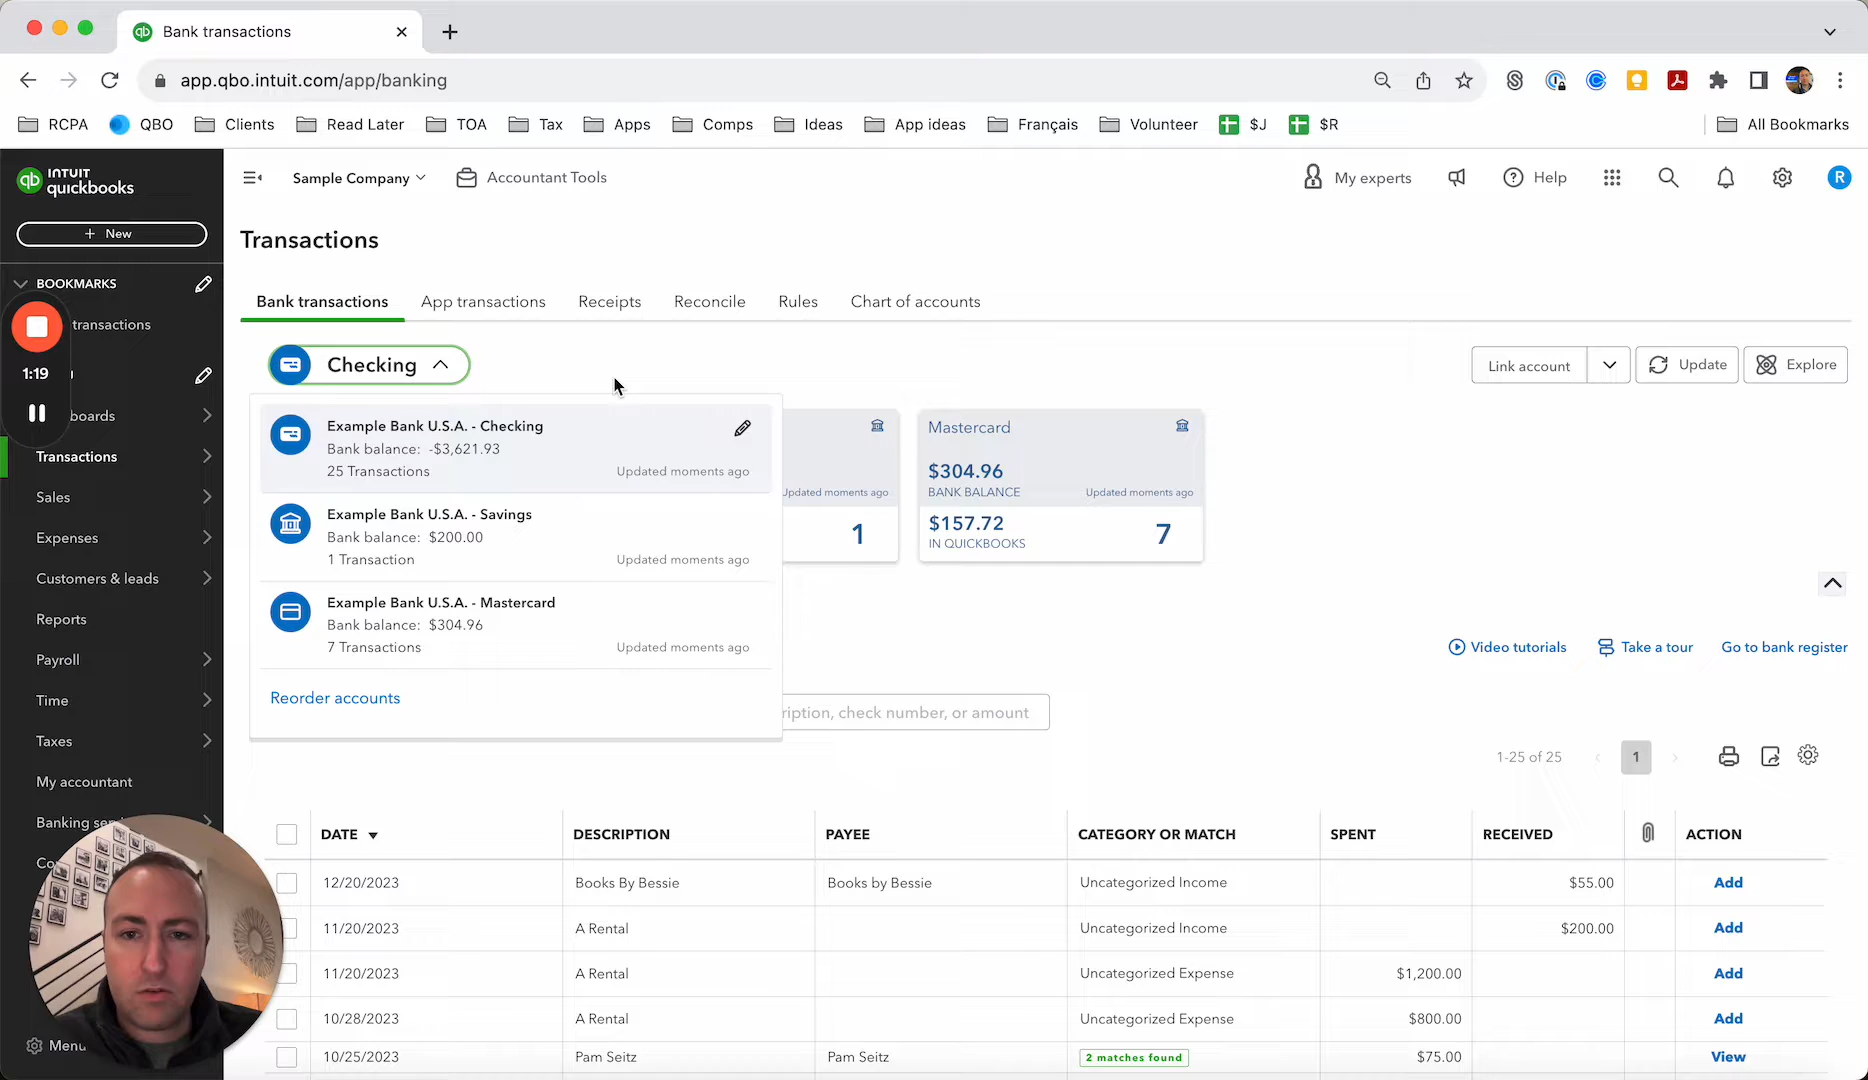 Bank transactions
app.qbo.intuit.com/app/banking
RCPA
QBO
Clients
Read Later
TOA
Tax
Apps
Comps
Ideas
App ideas
Français
Volunteer
$J
$R
All Bookmarks
INTUIT
quickbooks
Sample Company
Accountant Tools
My experts
Help
R
+ New
Transactions
BOOKMARKS
transactions
1:19
boards
Transactions
Sales
Expenses
Customers & leads
Reports
Payroll
Time
Taxes
My accountant
Banking
Menu
Bank transactions
App transactions
Receipts
Reconcile
Rules
Chart of accounts
Checking
Link account
Update
Explore
Example Bank U.S.A. - Checking
Bank balance: -$3,621.93
25 Transactions
Updated moments ago
Example Bank U.S.A. - Savings
Bank balance: $200.00
1 Transaction
Updated moments ago
Example Bank U.S.A. - Mastercard
Bank balance: $304.96
7 Transactions
Updated moments ago
Reorder accounts
Updated moments ago
1
Mastercard
$304.96
BANK BALANCE
Updated moments ago
$157.72
IN QUICKBOOKS
7
Video tutorials
Take a tour
Go to bank register
ription, check number, or amount
1-25 of 25
1
DATE DESCRIPTION PAYEE CATEGORY OR MATCH SPENT RECEIVED ACTION
12/20/2023 Books By Bessie Books by Bessie Uncategorized Income $55.00 Add
11/20/2023 A Rental Uncategorized Income $200.00 Add
11/20/2023 A Rental Uncategorized Expense $1,200.00 Add
10/28/2023 A Rental Uncategorized Expense $800.00 Add
10/25/2023 Pam Seitz Pam Seitz 2 matches found $75.00 View